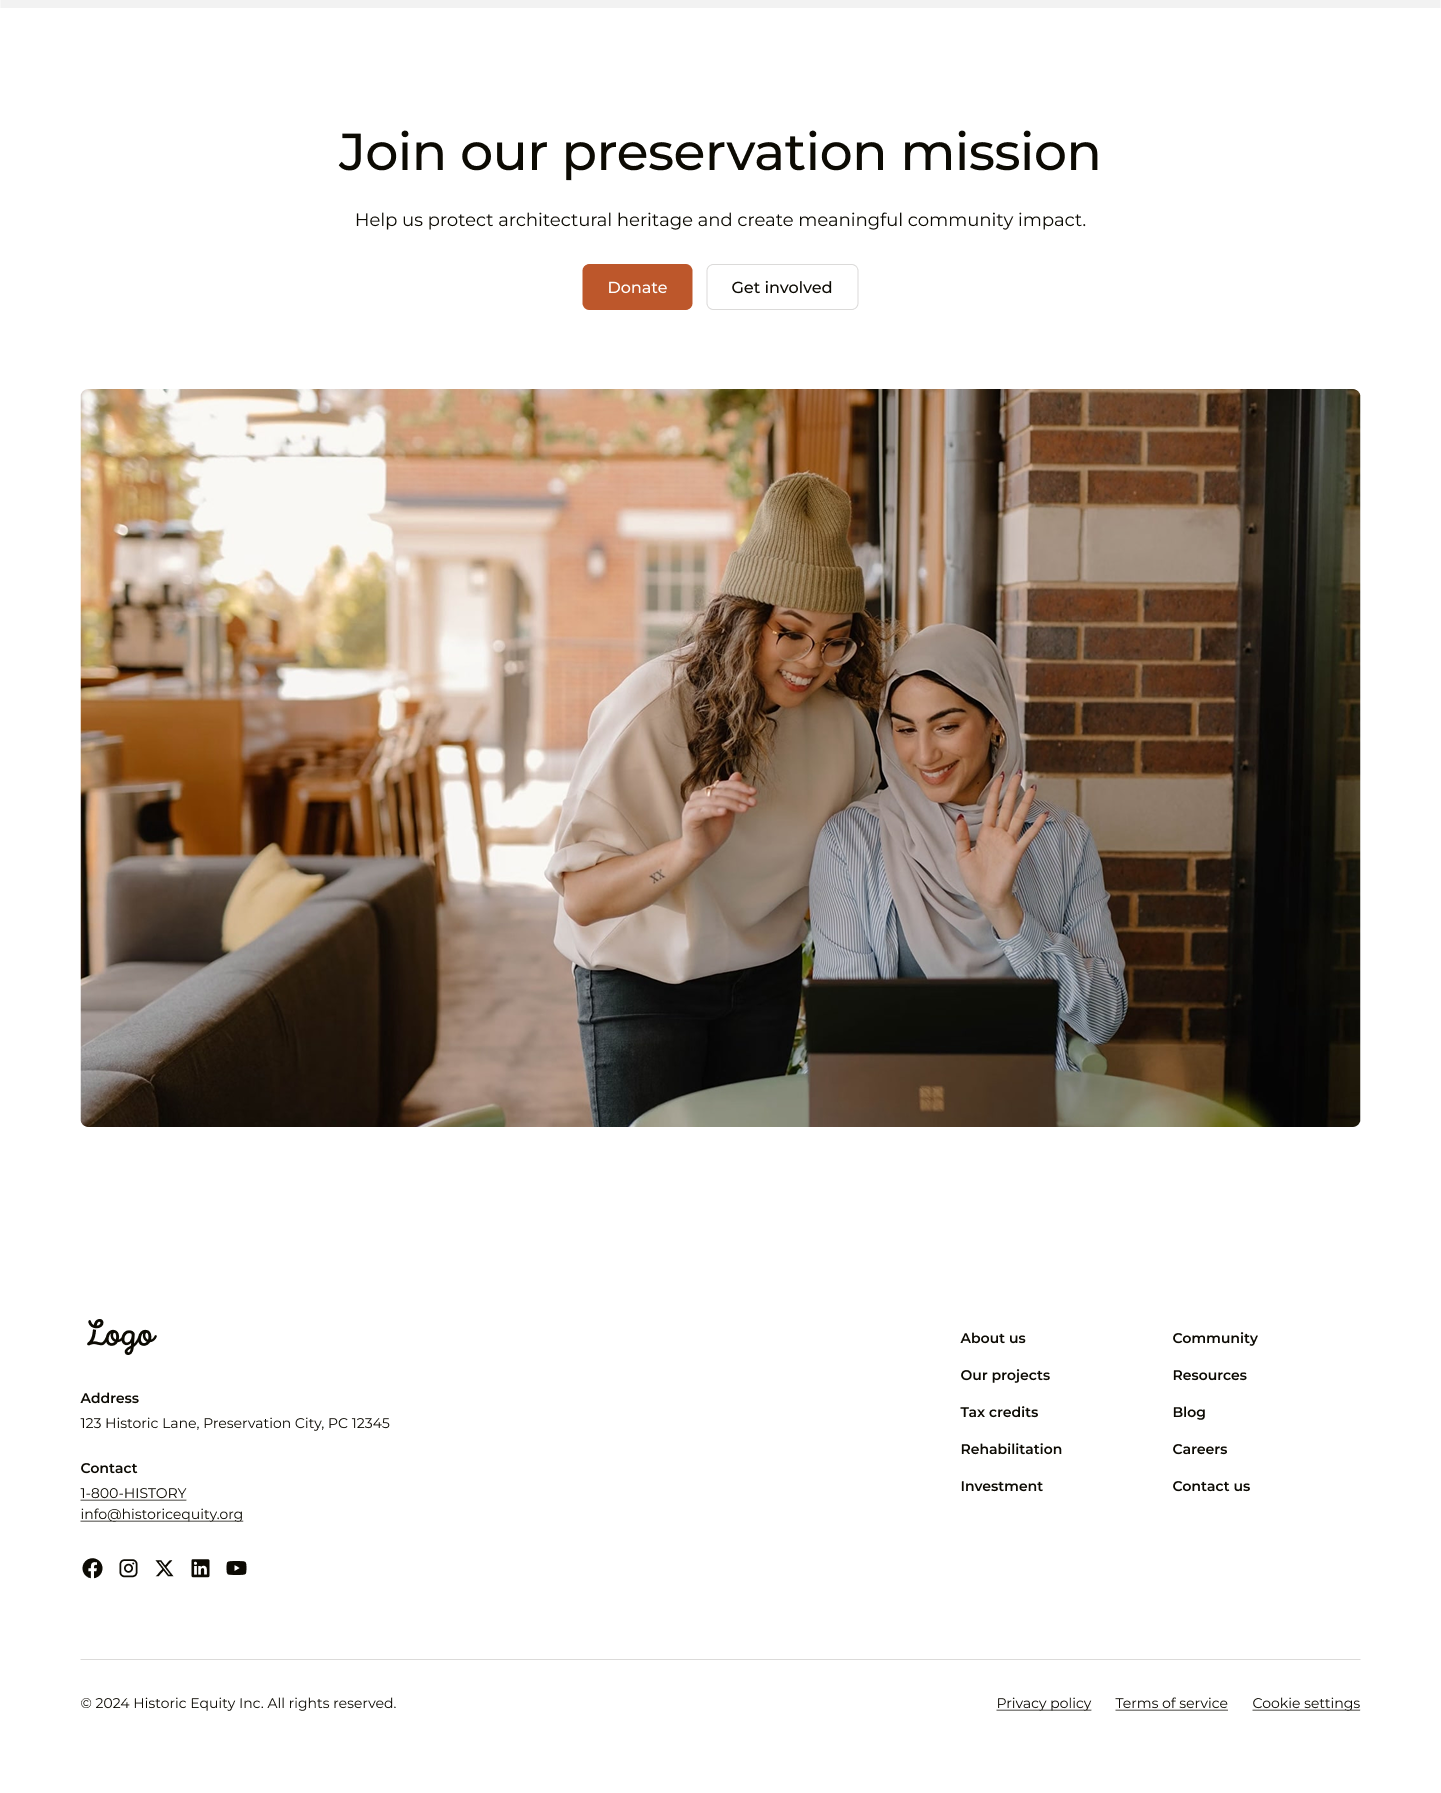 Join our preservation mission
Help us protect architectural heritage and create meaningful community impact.
Donate
Get involved
XX
Logo
Address
123 Historic Lane, Preservation City, PC 12345
Contact
1-800-HISTORY
info@historicequity.org
About us
Our projects
Tax credits
Rehabilitation
Investment
Community
Resources
Blog
Careers
Contact us
© 2024 Historic Equity Inc. All rights reserved.
Privacy policy
Terms of service
Cookie settings